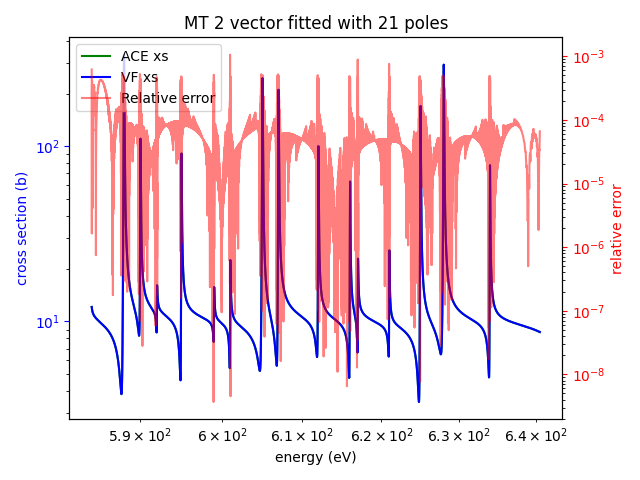 MT 2 vector fitted with 21 poles
ACE xs
VF xs
Relative error
cross section (b)
10²
10¹
relative error
10⁻³
10⁻⁴
10⁻⁵
10⁻⁶
10⁻⁷
10⁻⁸
5.9 × 10² 6 × 10² 6.1 × 10² 6.2 × 10² 6.3 × 10² 6.4 × 10²
energy (eV)